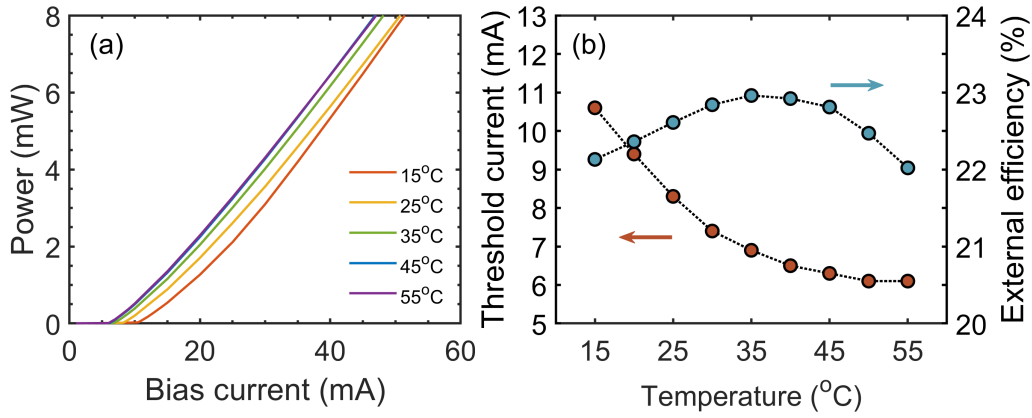 (a)
8
6
4
2
0
Power (mW)
0 20 40 60
Bias current (mA)
15°C
25°C
35°C
45°C
55°C
(b)
13
12
11
10
9
8
7
6
5
Threshold current (mA)
24
23
22
21
20
External efficiency (%)
15 25 35 45 55
Temperature (°C)